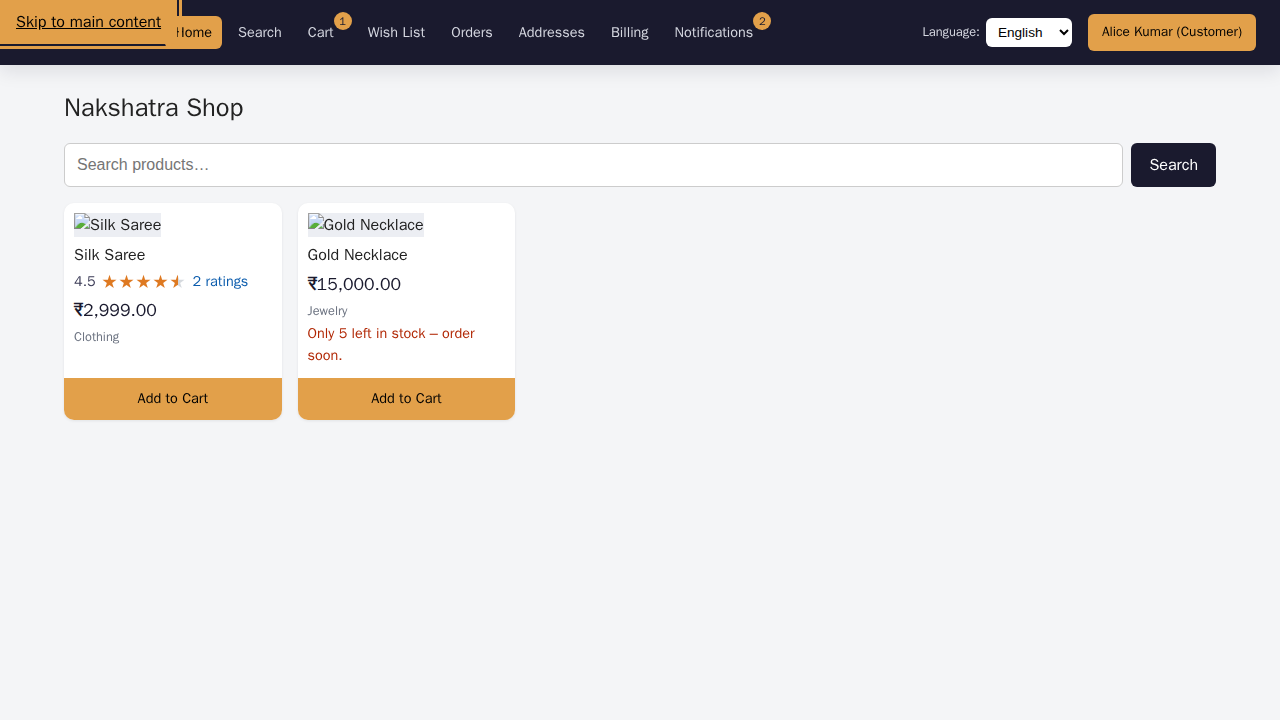 Skip to main content
Home
Search
Cart
1
Wish List
Orders
Addresses
Billing
Notifications
2
Language:
English
Alice Kumar (Customer)
Nakshatra Shop
Search products…
Search
Silk Saree
Silk Saree
4.5 ★★★★★ 2 ratings
₹2,999.00
Clothing
Add to Cart
Gold Necklace
Gold Necklace
₹15,000.00
Jewelry
Only 5 left in stock – order
soon.
Add to Cart